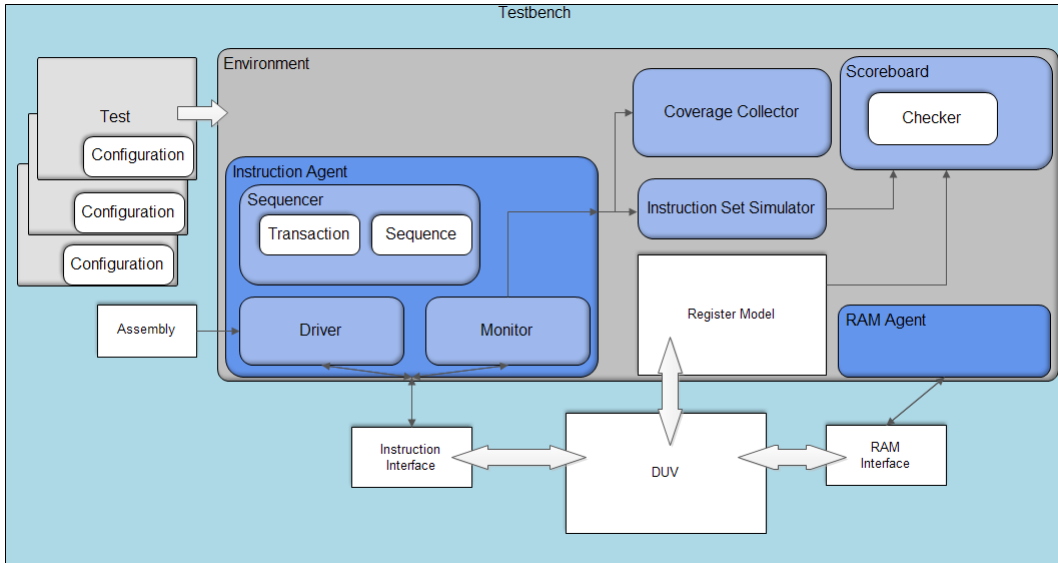 Testbench
Environment
Test
Configuration
Configuration
Configuration
Assembly
Instruction Agent
Sequencer
Transaction
Sequence
Driver
Monitor
Coverage Collector
Scoreboard
Checker
Instruction Set Simulator
Register Model
RAM Agent
Instruction
Interface
DUV
RAM
Interface